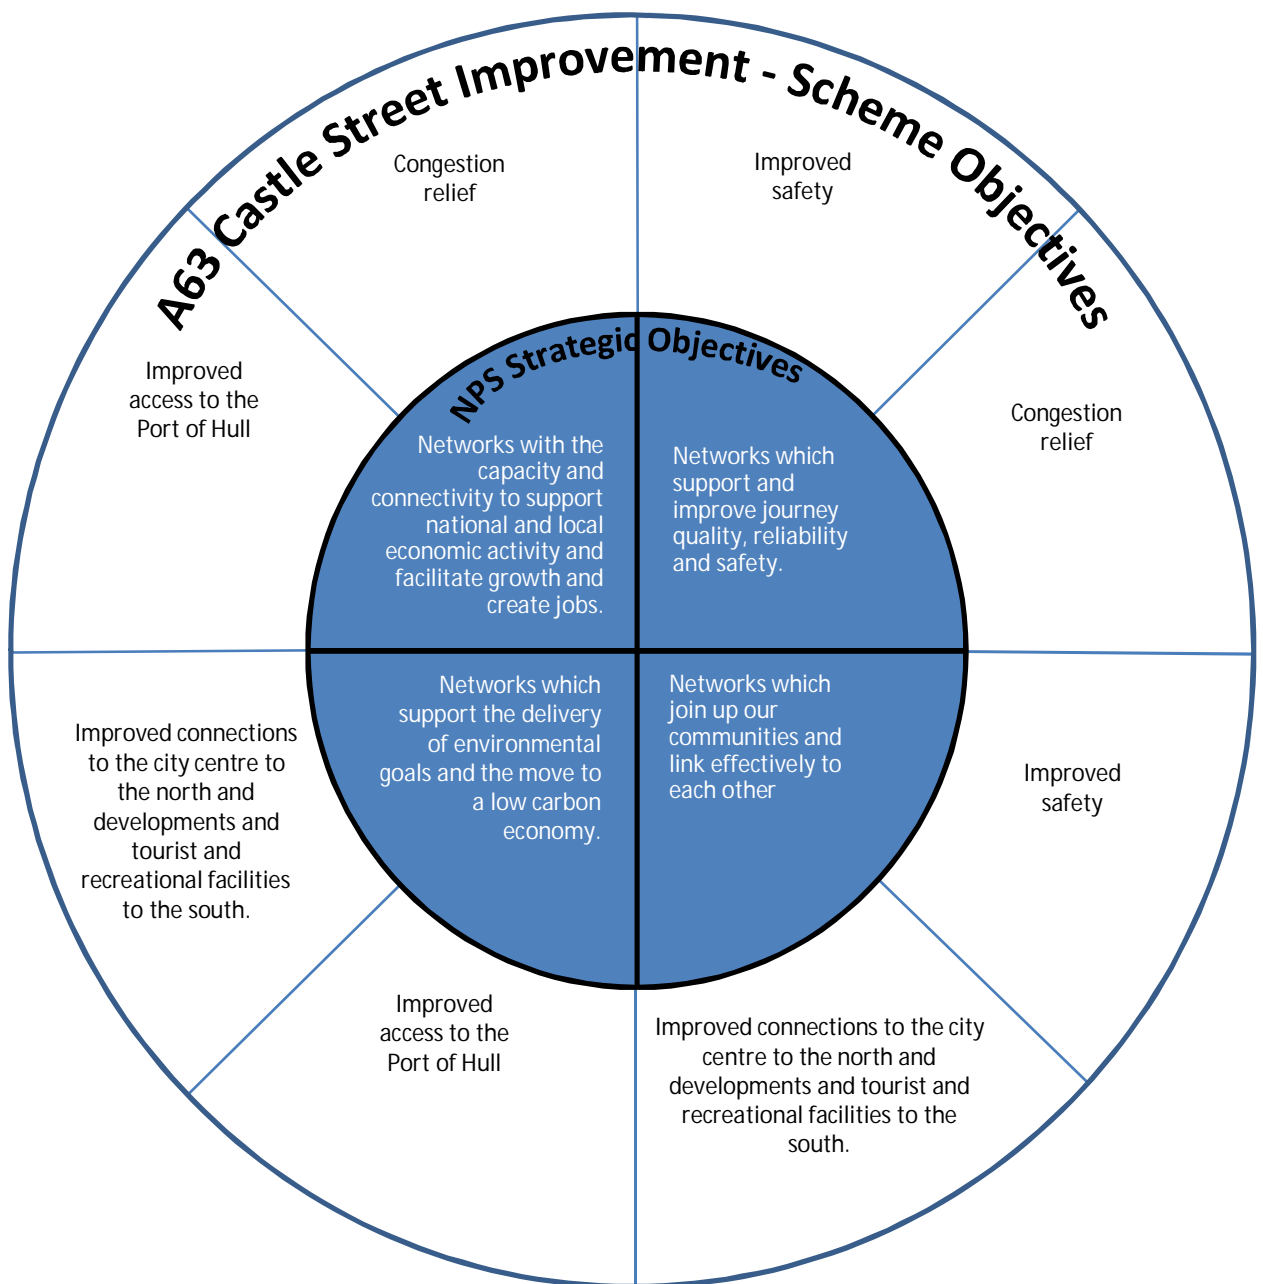 A63 Castle Street Improvement - Scheme Objectives
Congestion
relief
Improved
safety
Improved
access to the
Port of Hull
Congestion
relief
NPS Strategic Objectives
Networks with the
capacity and
connectivity to support
national and local
economic activity and
facilitate growth and
create jobs.
Networks which
support and
improve journey
quality, reliability
and safety.
Networks which
support the delivery
of environmental
goals and the move to
a low carbon
economy.
Networks which
join up our
communities and
link effectively to
each other
Improved connections
to the city centre to
the north and
developments and
tourist and
recreational facilities
to the south.
Improved
safety
Improved
access to the
Port of Hull
Improved connections to the city
centre to the north and
developments and tourist and
recreational facilities to the
south.